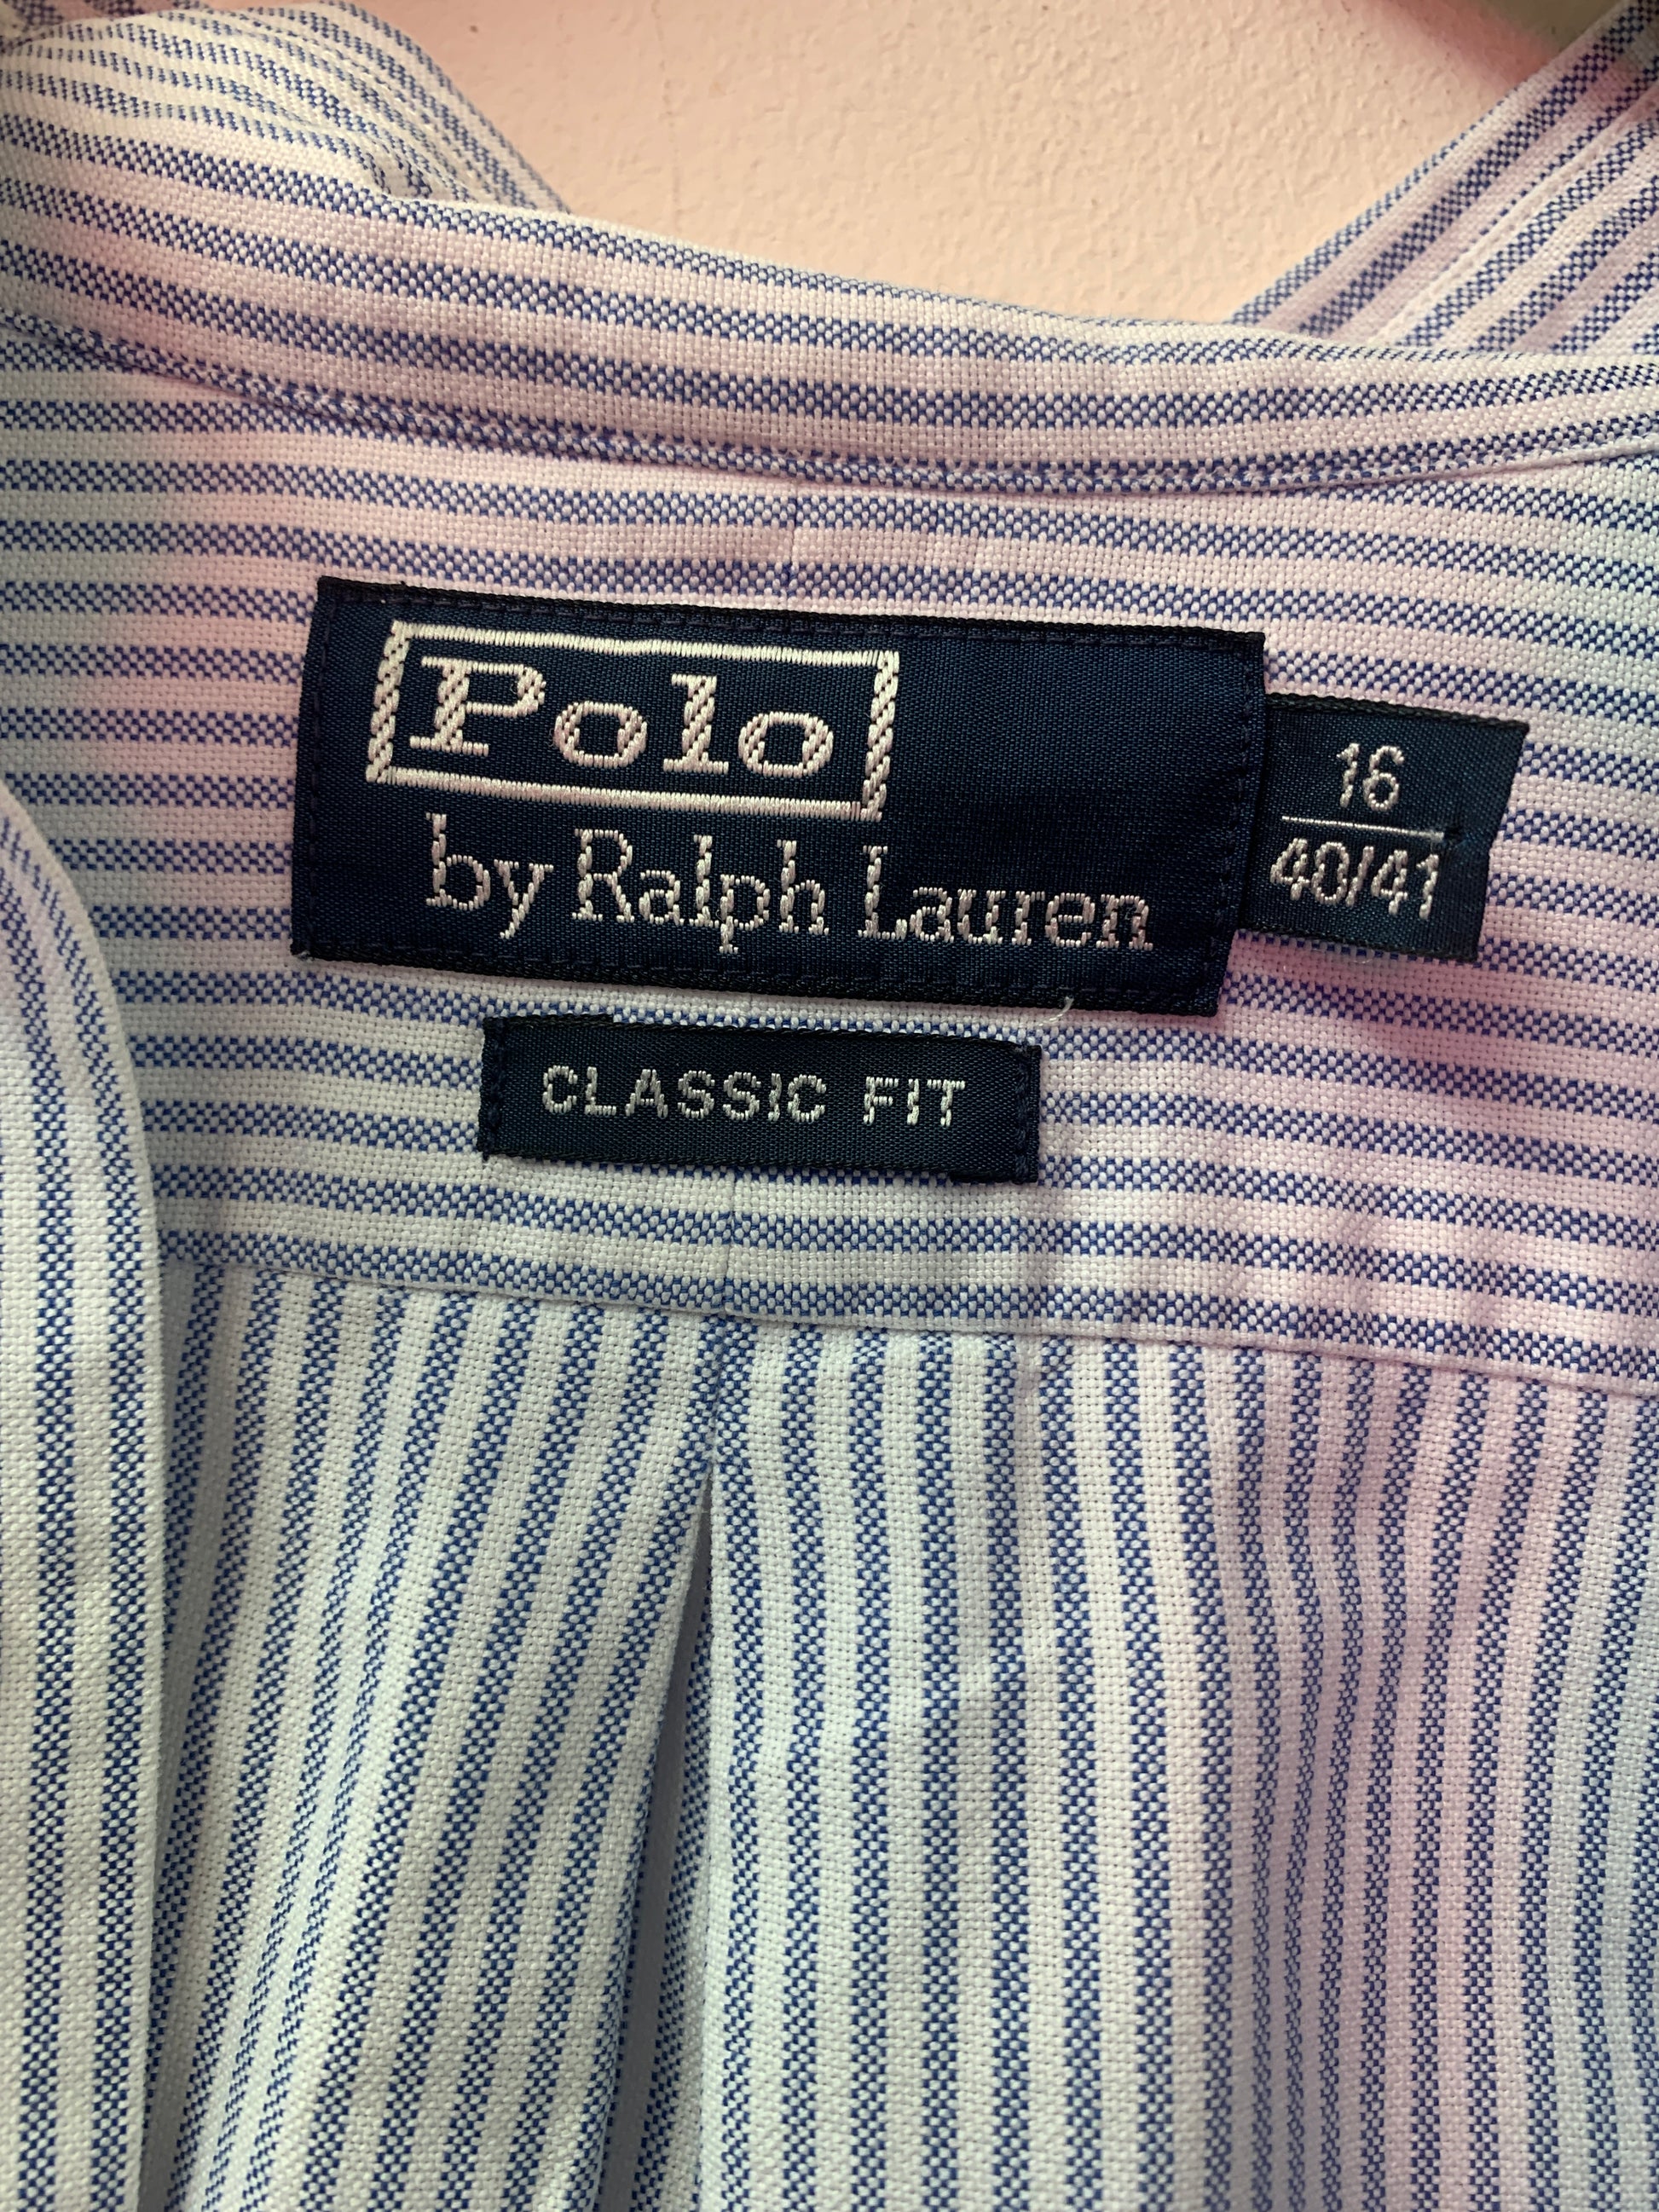 Polo
by Ralph Lauren
16
40/41
CLASSIC FIT